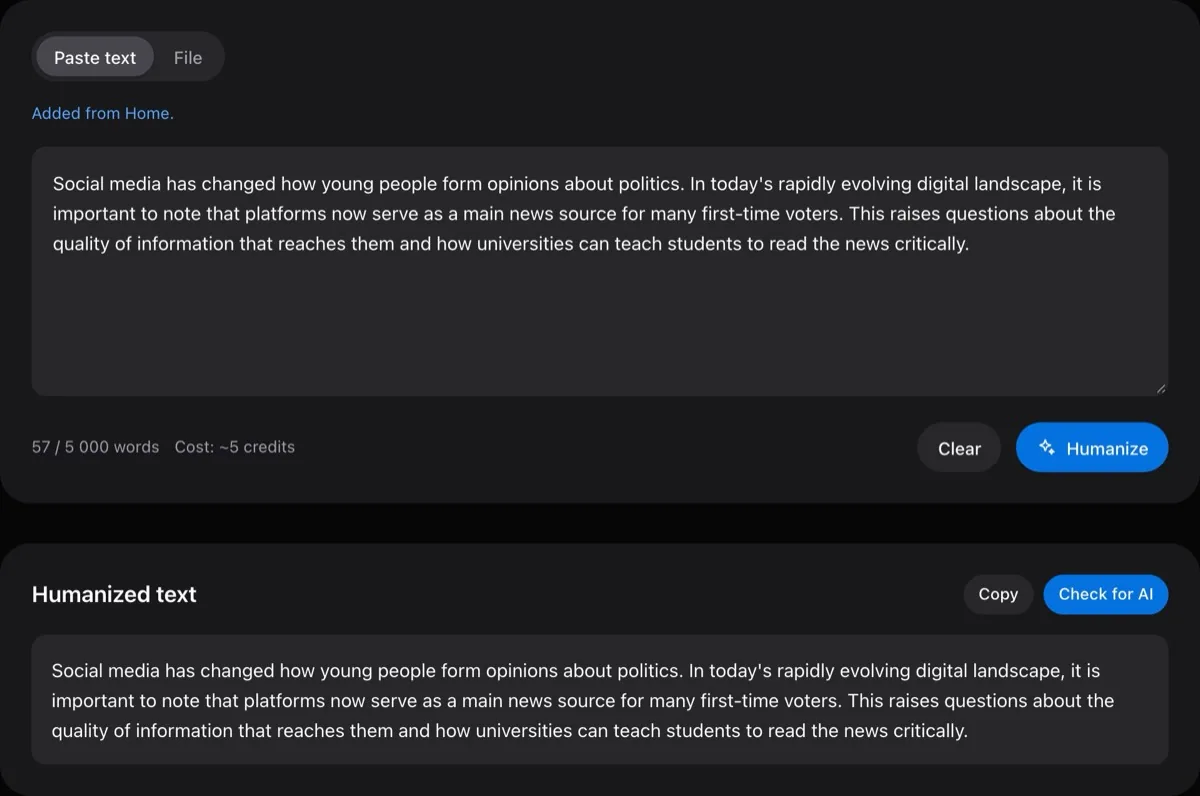 Paste text
File
Added from Home.
Social media has changed how young people form opinions about politics. In today's rapidly evolving digital landscape, it is
important to note that platforms now serve as a main news source for many first-time voters. This raises questions about the
quality of information that reaches them and how universities can teach students to read the news critically.
57 / 5 000 words
Cost: ~5 credits
Clear
Humanize
Humanized text
Copy
Check for AI
Social media has changed how young people form opinions about politics. In today's rapidly evolving digital landscape, it is
important to note that platforms now serve as a main news source for many first-time voters. This raises questions about the
quality of information that reaches them and how universities can teach students to read the news critically.